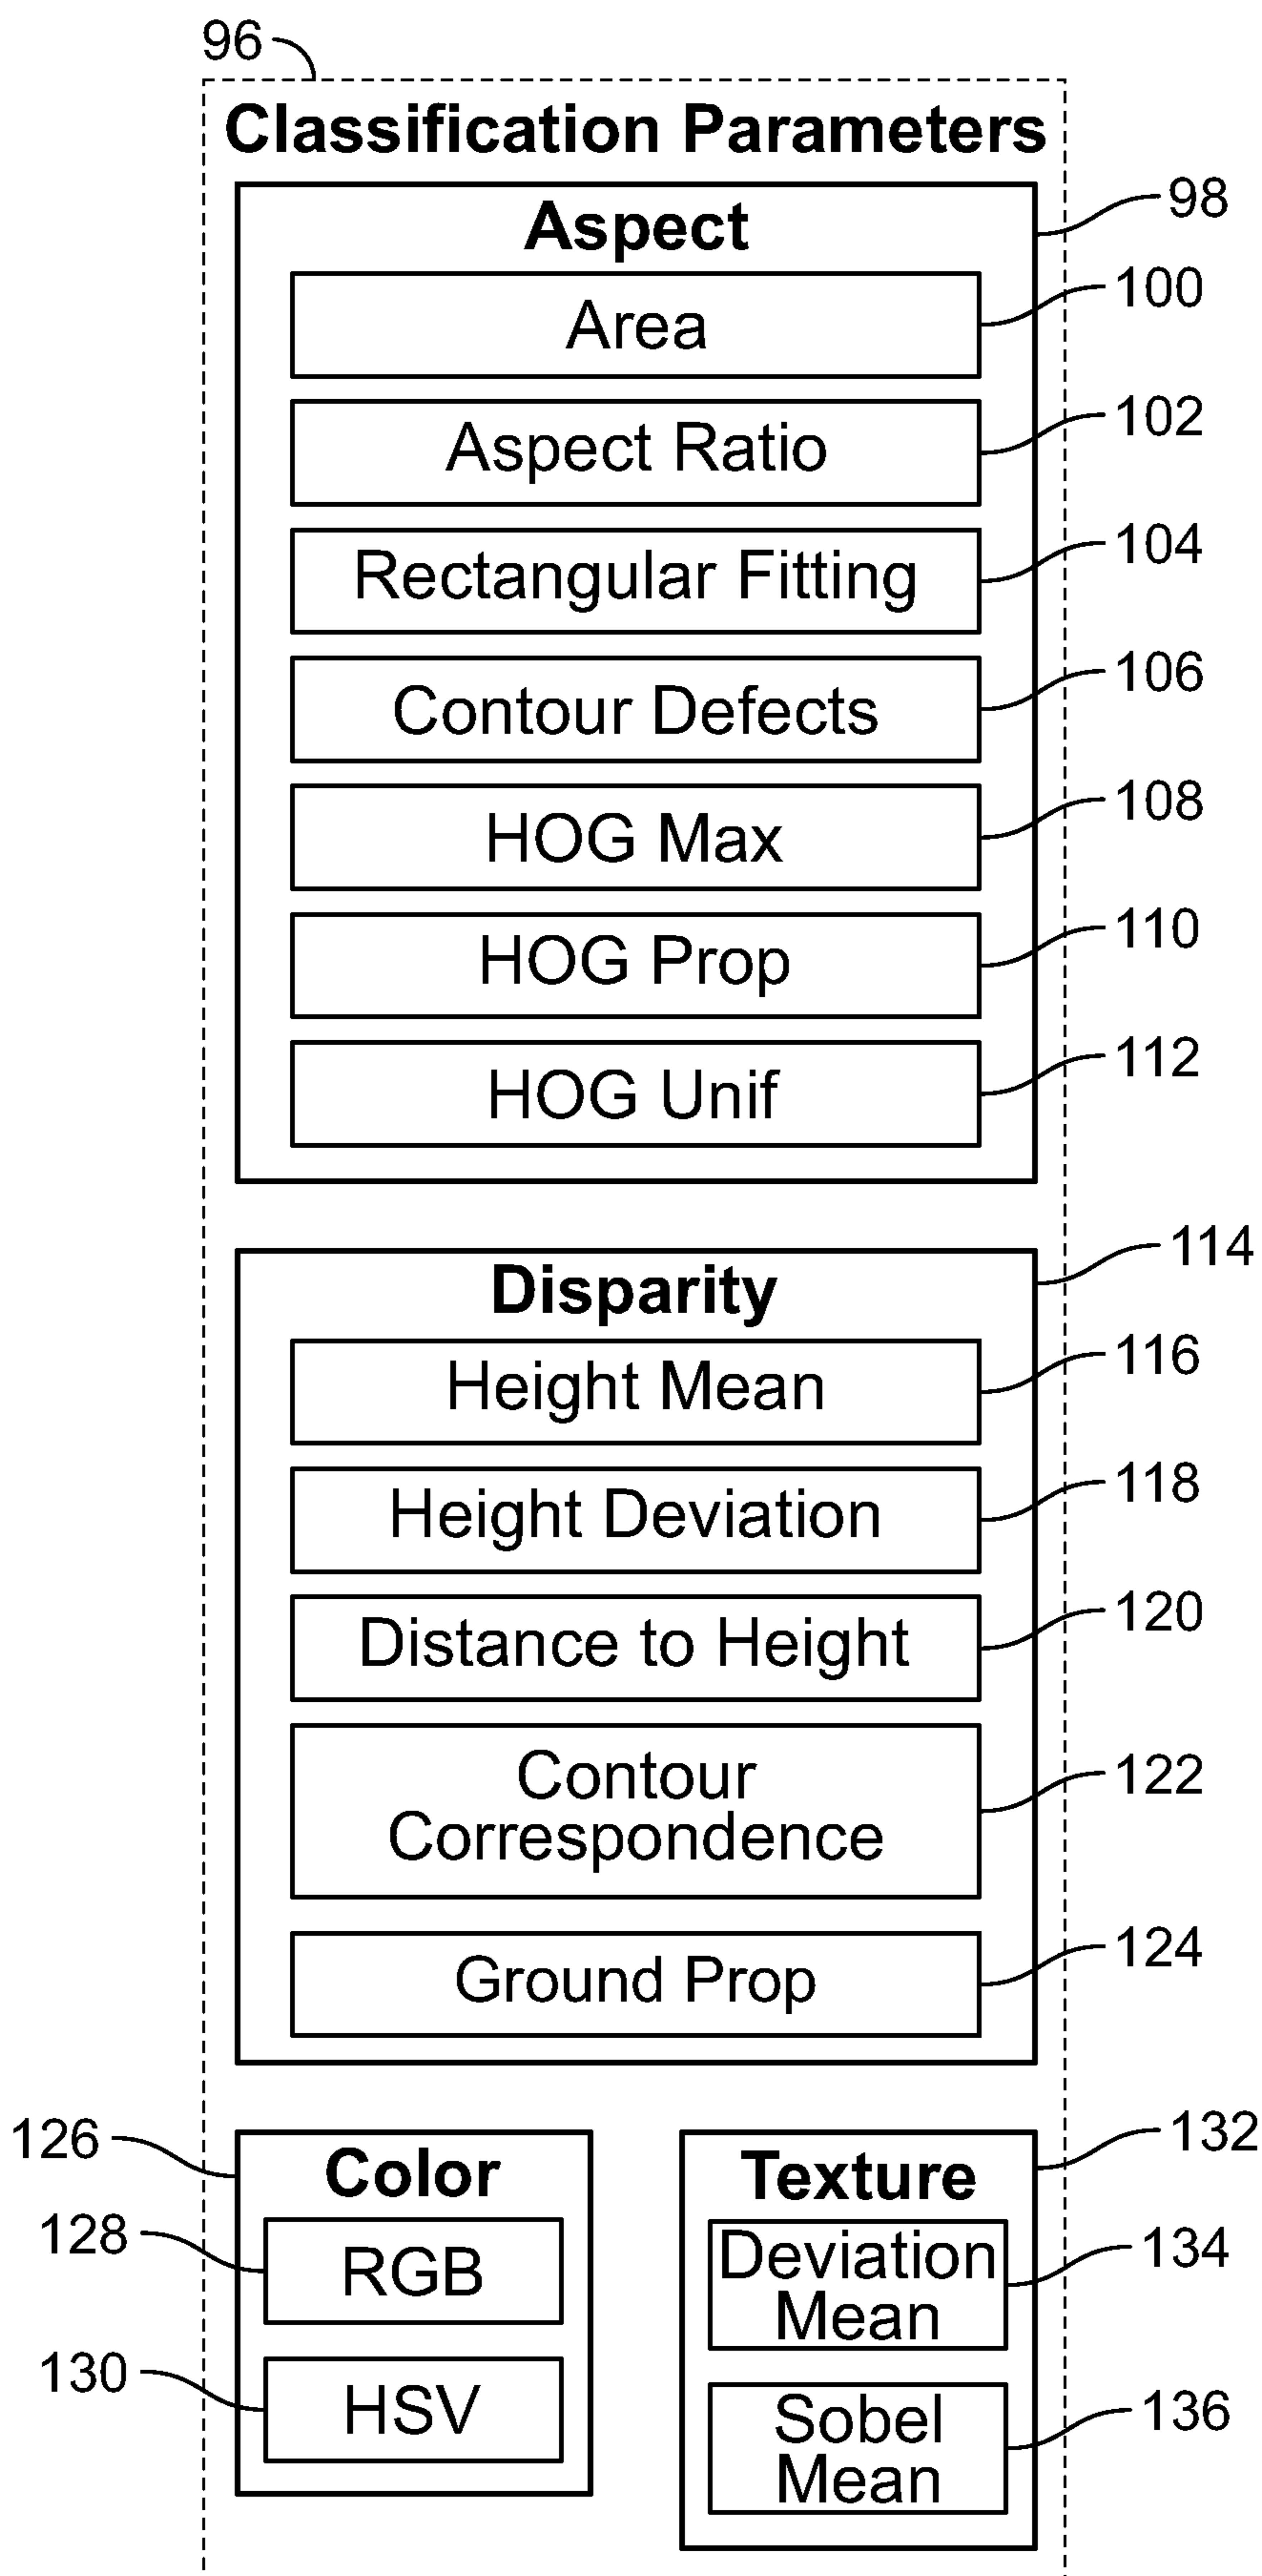 96
Classification Parameters
Aspect
98
Area
100
Aspect Ratio
102
Rectangular Fitting
104
Contour Defects
106
HOG Max
108
HOG Prop
110
HOG Unif
112
Disparity
114
Height Mean
116
Height Deviation
118
Distance to Height
120
Contour
Correspondence
122
Ground Prop
124
126
Color
128
RGB
130
HSV
Texture
132
Deviation
Mean
134
Sobel
Mean
136